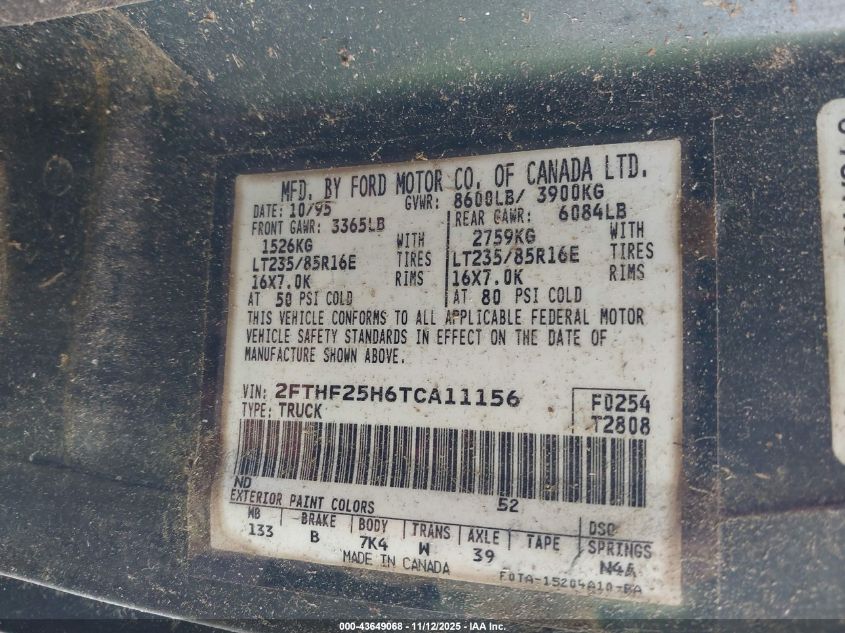 MFD. BY FORD MOTOR CO. OF CANADA LTD.
DATE: 10/95 GVWR: 8600LB/ 3900KG
FRONT GAWR: 3365LB REAR GAWR: 6084LB
1526KG WITH 2759KG WITH
LT235/85R16E TIRES LT235/85R16E TIRES
16X7.0K RIMS 16X7.0K RIMS
AT 50 PSI COLD AT 80 PSI COLD
THIS VEHICLE CONFORMS TO ALL APPLICABLE FEDERAL MOTOR
VEHICLE SAFETY STANDARDS IN EFFECT ON THE DATE OF
MANUFACTURE SHOWN ABOVE.
VIN: 2FTHF25H6TCA11156 F0254
TYPE: TRUCK T2808
ND 52
EXTERIOR PAINT COLORS DSO
WB BRAKE BODY TRANS AXLE TAPE SPRINGS
133 B 7K4 W 39 N4A
MADE IN CANADA
F0TA-15204A10-BA
000-43649068 - 11/12/2025 - IAA Inc.